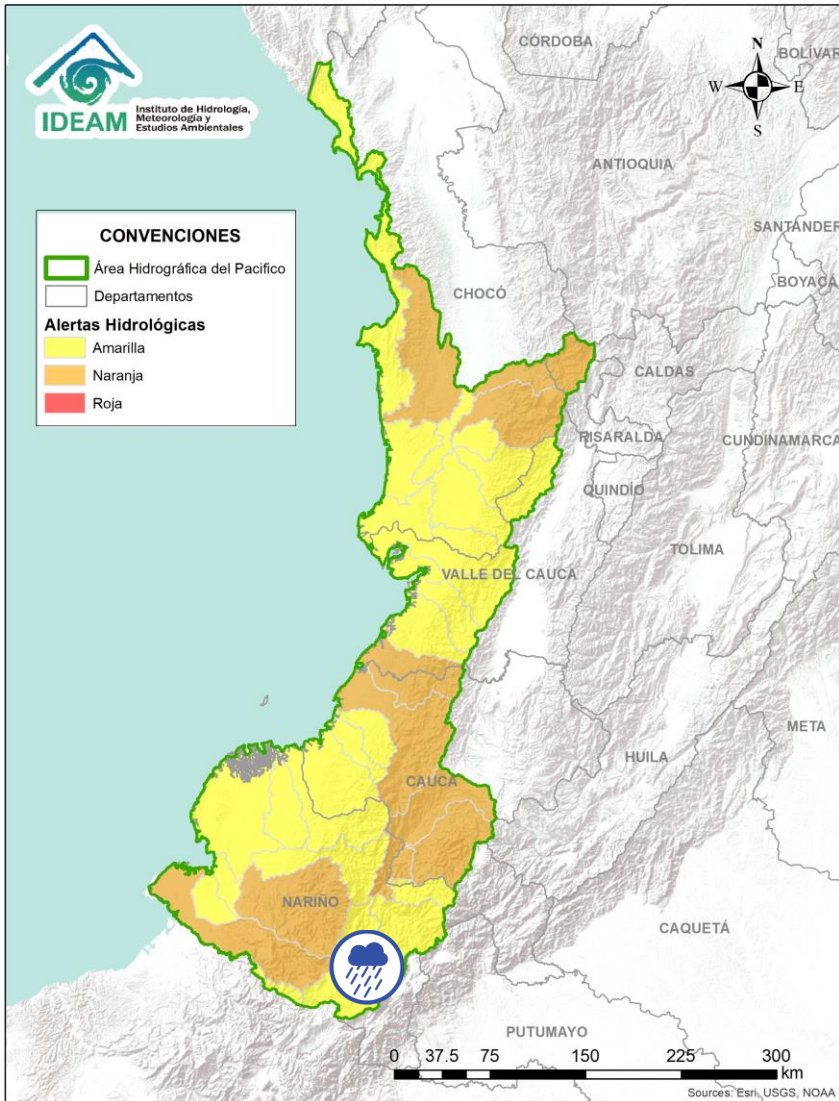 IDEAM
Instituto de Hidrología,
Meteorología y
Estudios Ambientales
N
W
E
S
CÓRDOBA
BOLÍVAR
ANTIOQUIA
SANTANDER
BOYACÁ
CHOCÓ
CALDAS
RISARALDA
CUNDINAMARCA
QUINDÍO
TOLIMA
VALLE DEL CAUCA
META
HUILA
CAUCA
NARIÑO
CAQUETÁ
PUTUMAYO
CONVENCIONES
Área Hidrográfica del Pacifico
Departamentos
Alertas Hidrológicas
Amarilla
Naranja
Roja
0 37.5 75 150 225 300
km
Sources: Esri, USGS, NOAA